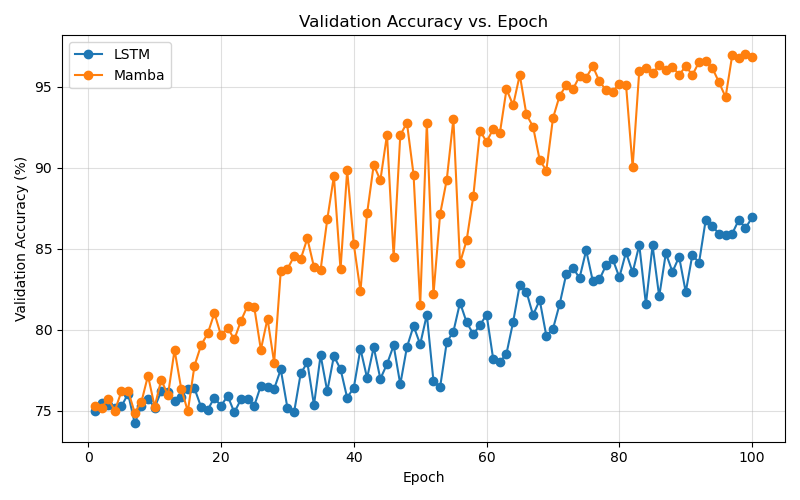 Validation Accuracy vs. Epoch
LSTM
Mamba
Validation Accuracy (%)
95
90
85
80
75
0 20 40 60 80 100
Epoch